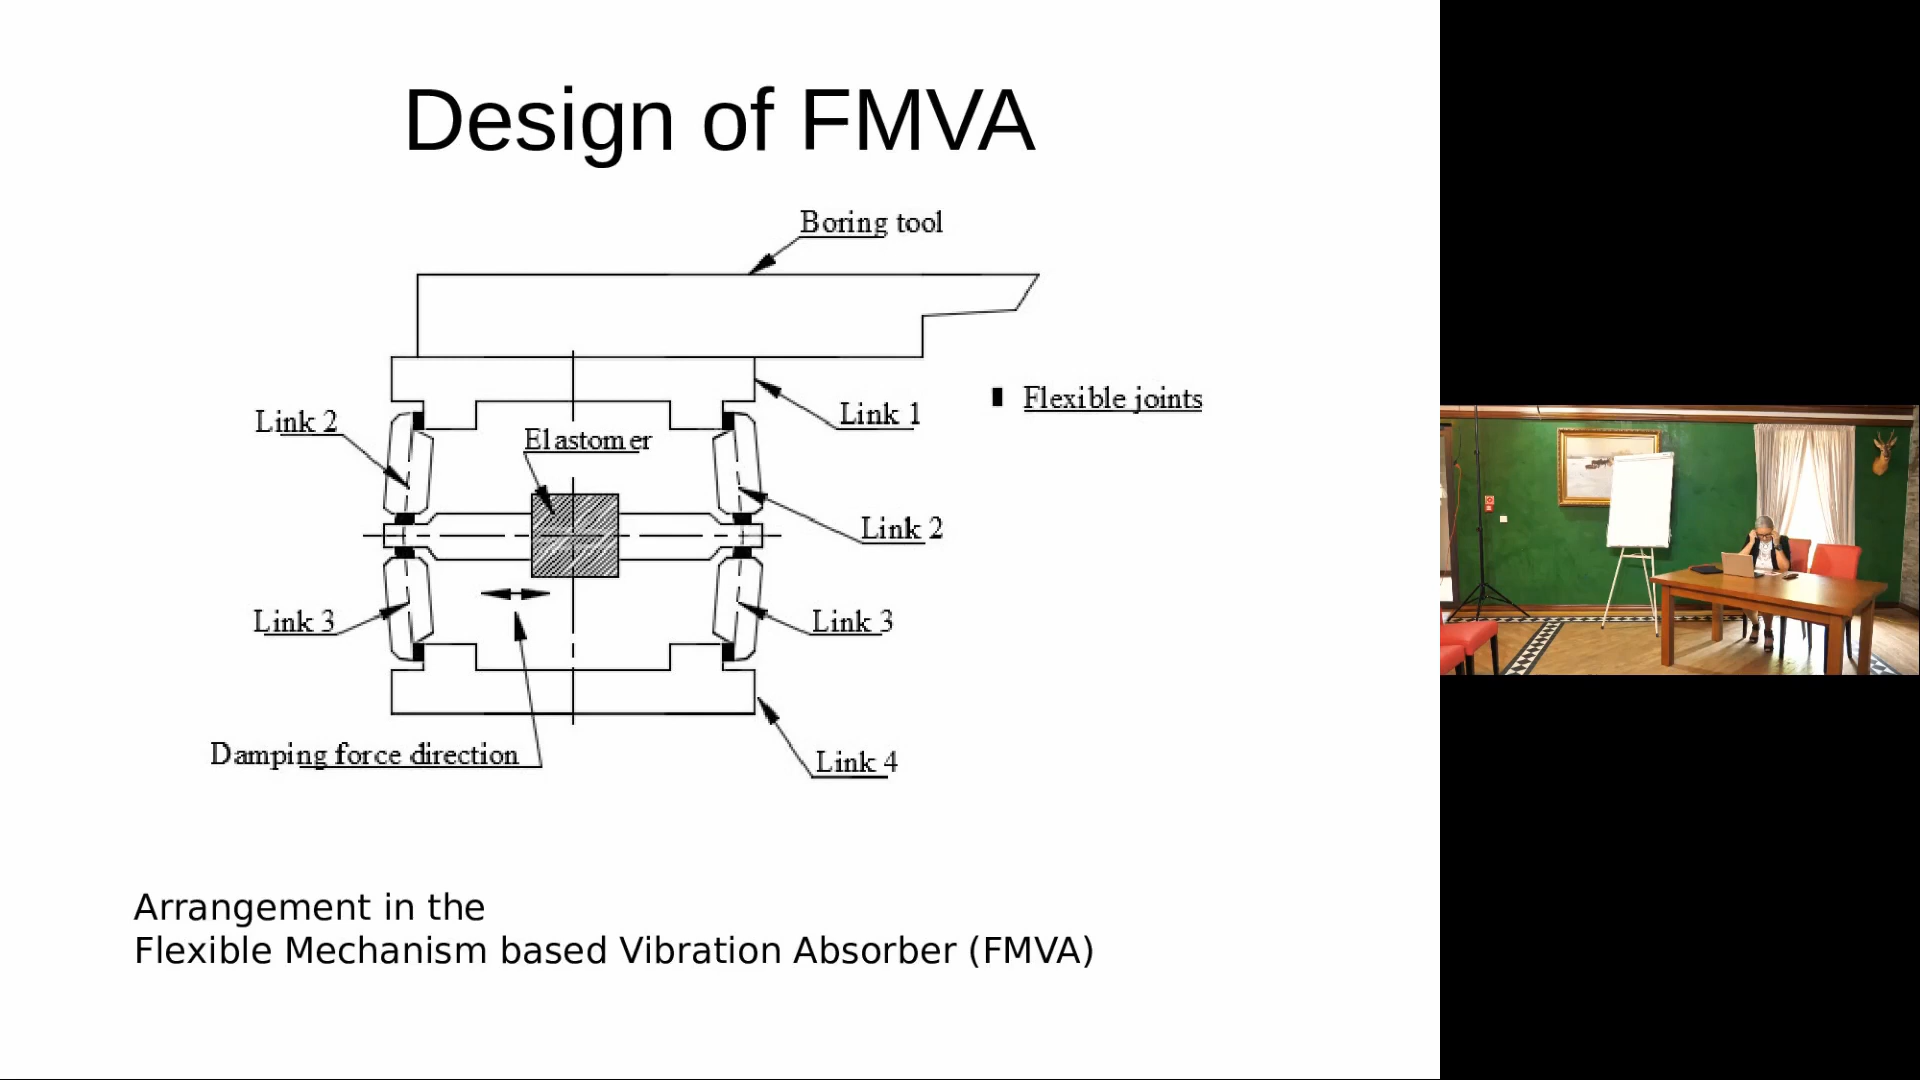 Design of FMVA
Boring tool
Flexible joints
Link 1
Link 2
Elastomer
Link 2
Link 3
Link 3
Damping force direction
Link 4
Arrangement in the
Flexible Mechanism based Vibration Absorber (FMVA)